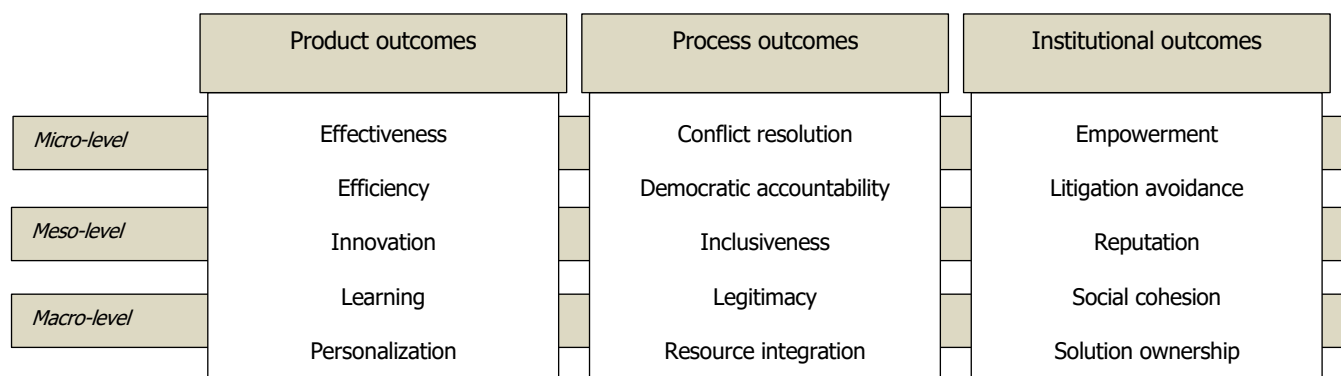 Product outcomes
Process outcomes
Institutional outcomes
Micro-level
Effectiveness
Conflict resolution
Empowerment
Efficiency
Democratic accountability
Litigation avoidance
Meso-level
Innovation
Inclusiveness
Reputation
Learning
Legitimacy
Social cohesion
Macro-level
Personalization
Resource integration
Solution ownership